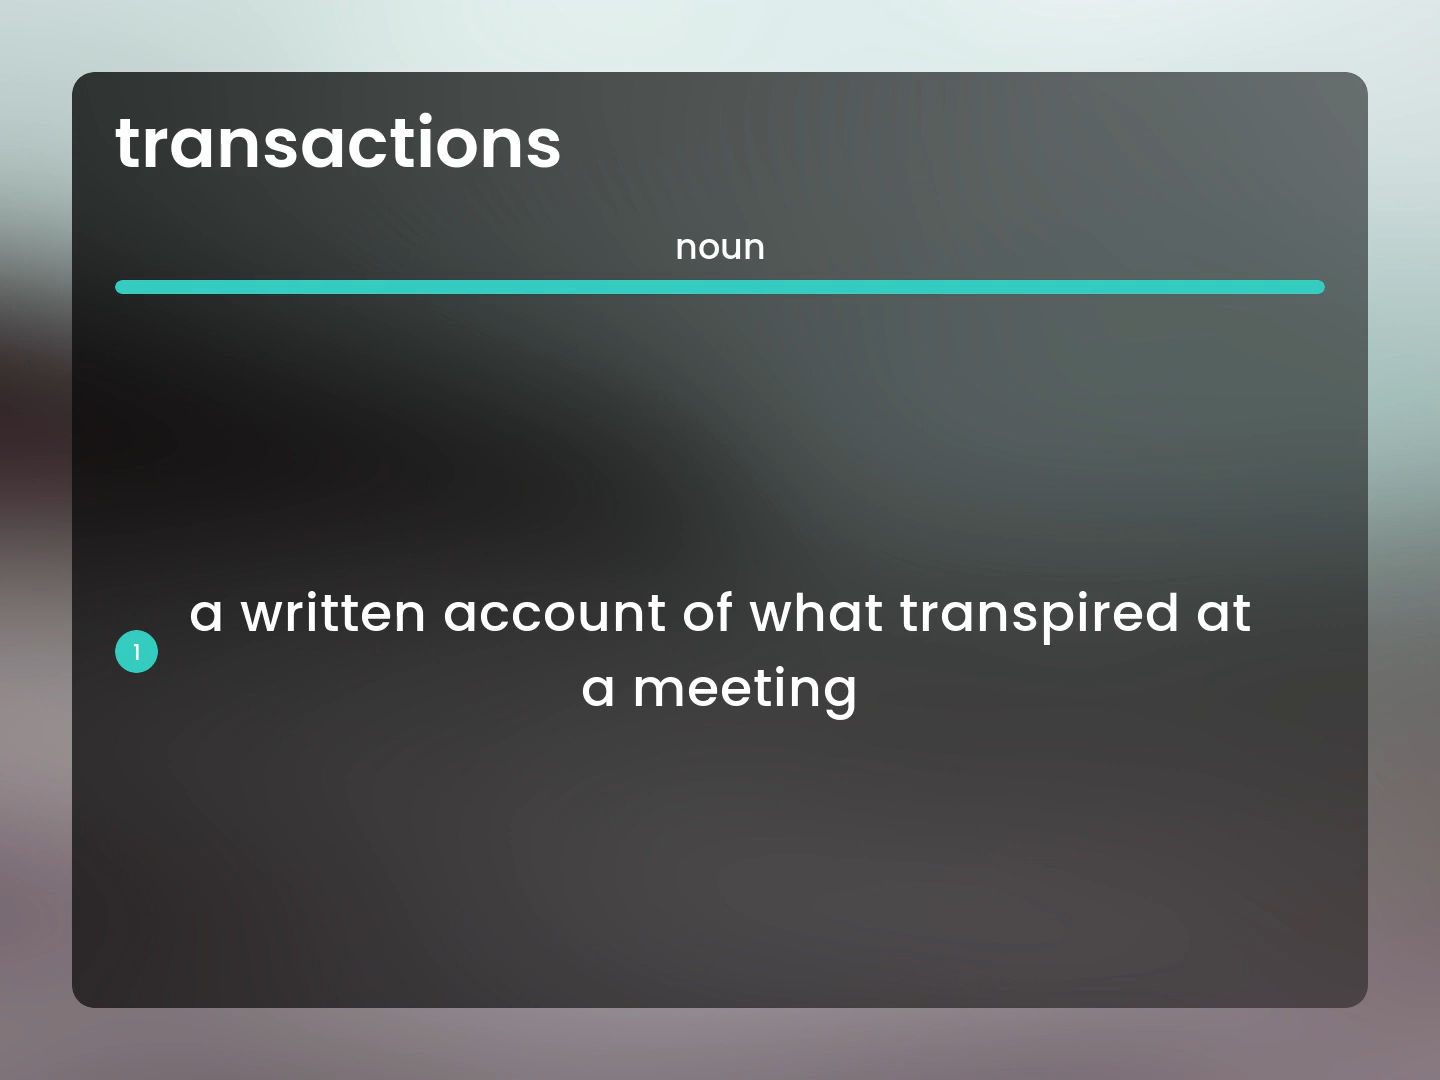 transactions
noun
1
a written account of what transpired at
a meeting